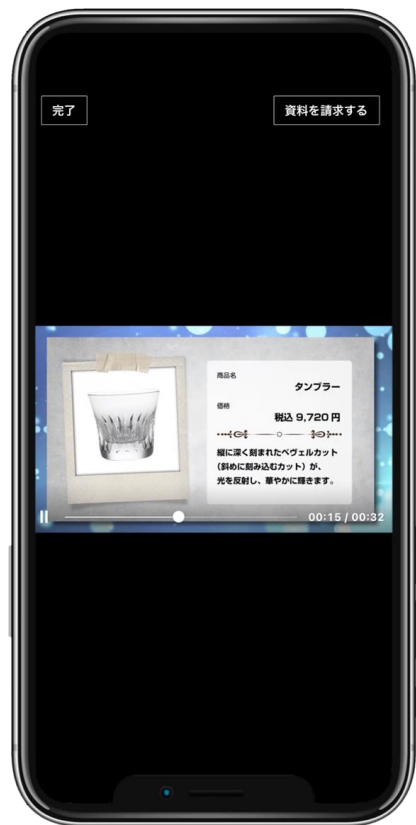 完了
資料を請求する
商品名
タンブラー
価格
税込 9,720 円
縦に深く刻まれたベヴェルカット
(斜めに刻み込むカット)が、
光を反射し、華やかに輝きます。
00:15 / 00:32